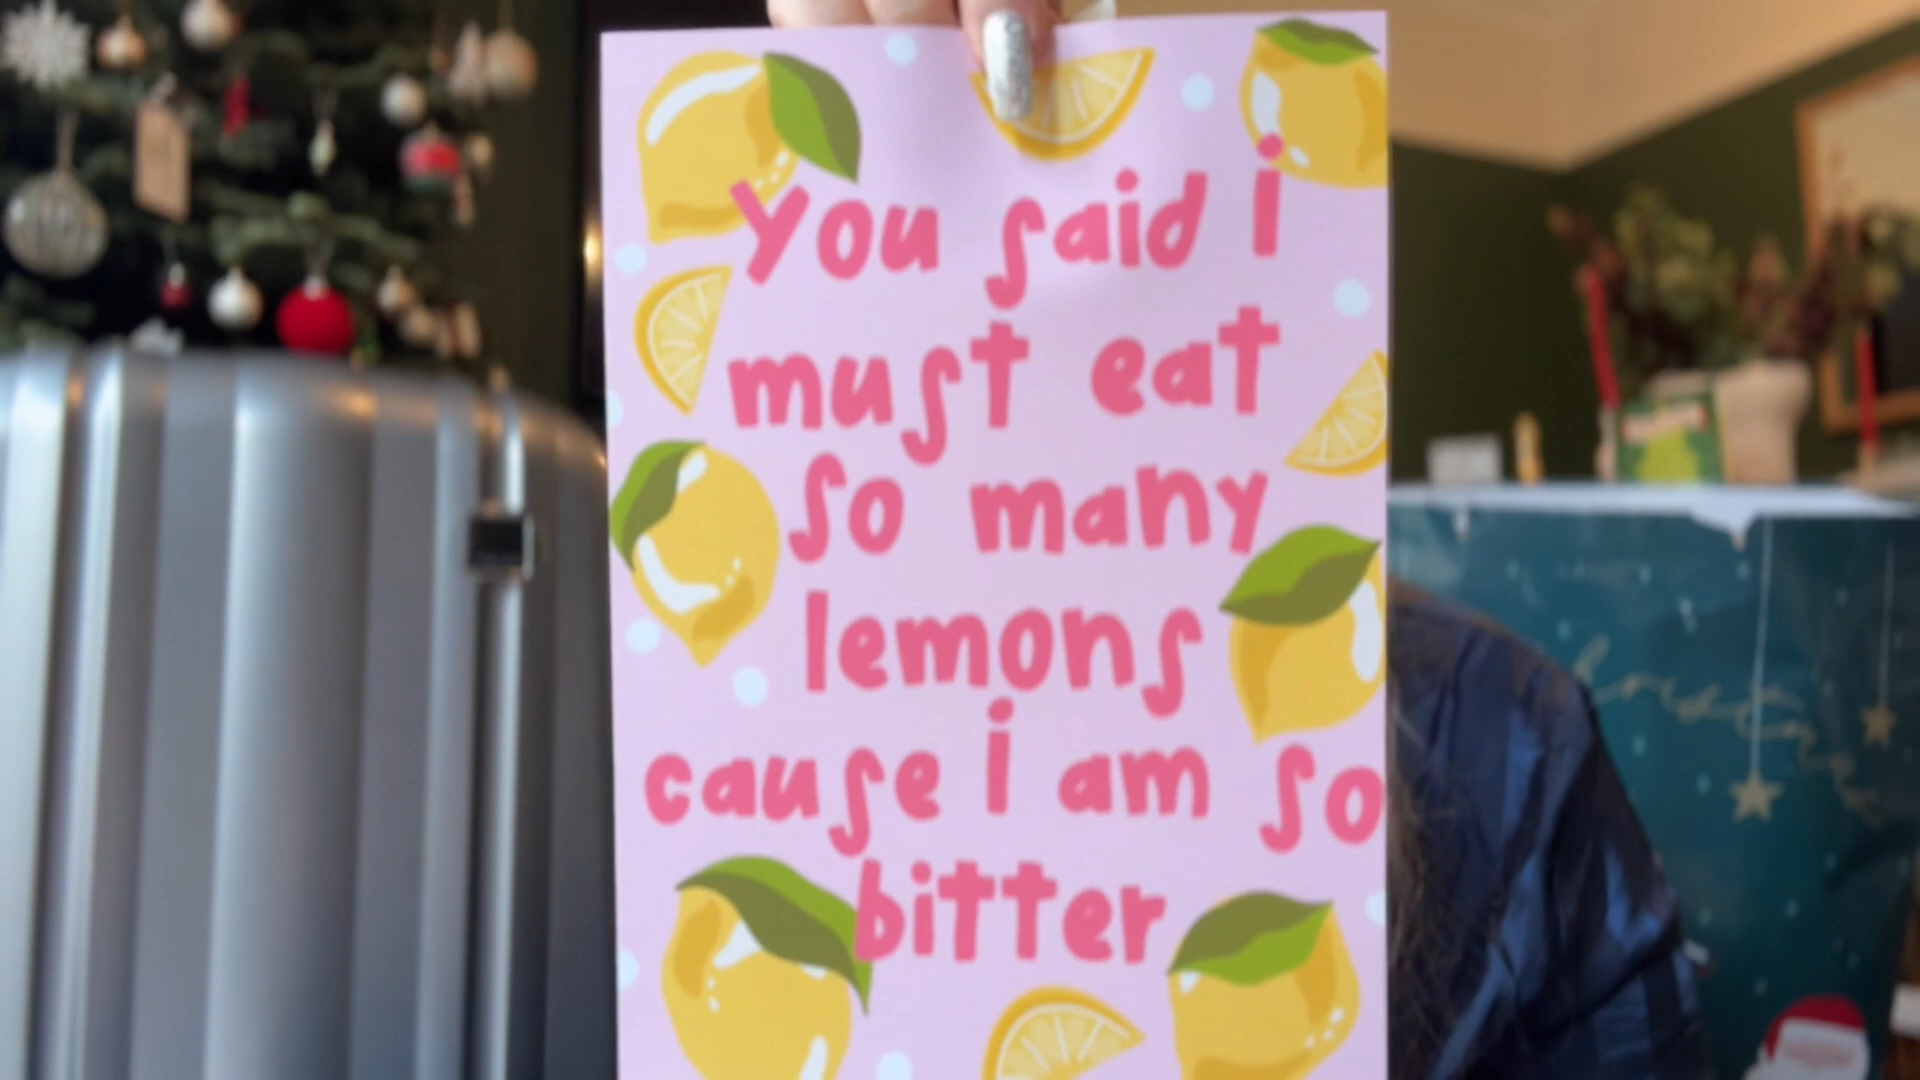 you said i
must eat
so many
lemons
cause i am so
bitter